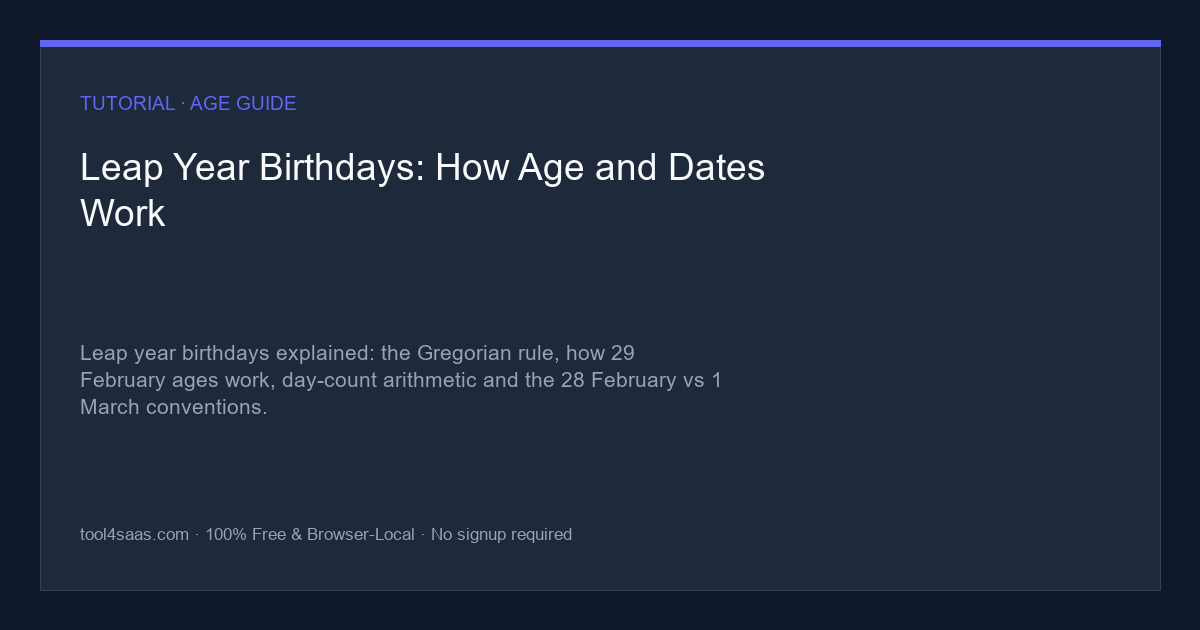 TUTORIAL · AGE GUIDE
Leap Year Birthdays: How Age and Dates
Work
Leap year birthdays explained: the Gregorian rule, how 29
February ages work, day-count arithmetic and the 28 February vs 1
March conventions.
tool4saas.com · 100% Free & Browser-Local · No signup required